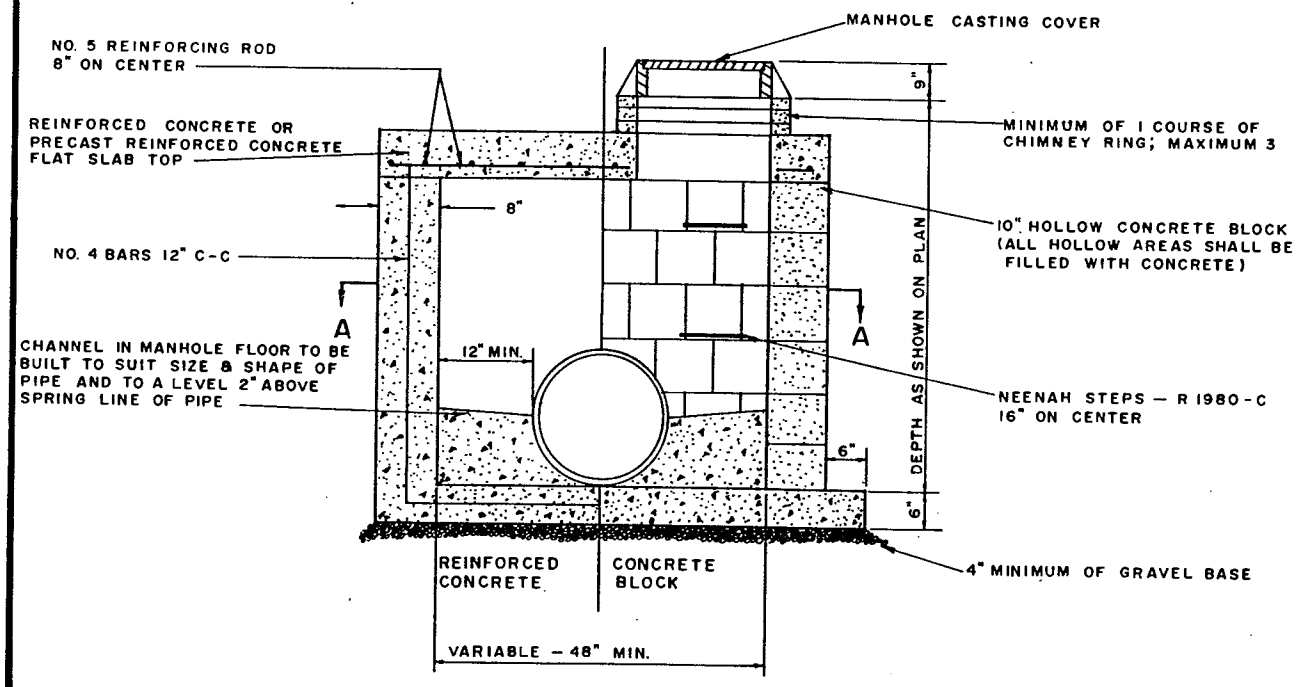 MANHOLE CASTING COVER
NO. 5 REINFORCING ROD
8" ON CENTER
9"
REINFORCED CONCRETE OR
PRECAST REINFORCED CONCRETE
FLAT SLAB TOP
MINIMUM OF 1 COURSE OF
CHIMNEY RING; MAXIMUM 3
8"
10" HOLLOW CONCRETE BLOCK
(ALL HOLLOW AREAS SHALL BE
FILLED WITH CONCRETE)
NO. 4 BARS 12" C-C
DEPTH AS SHOWN ON PLAN
A
A
CHANNEL IN MANHOLE FLOOR TO BE
BUILT TO SUIT SIZE & SHAPE OF
PIPE AND TO A LEVEL 2" ABOVE
SPRING LINE OF PIPE
12" MIN.
NEENAH STEPS — R 1980-C
16" ON CENTER
6"
6"
REINFORCED
CONCRETE
CONCRETE
BLOCK
4" MINIMUM OF GRAVEL BASE
VARIABLE — 48" MIN.